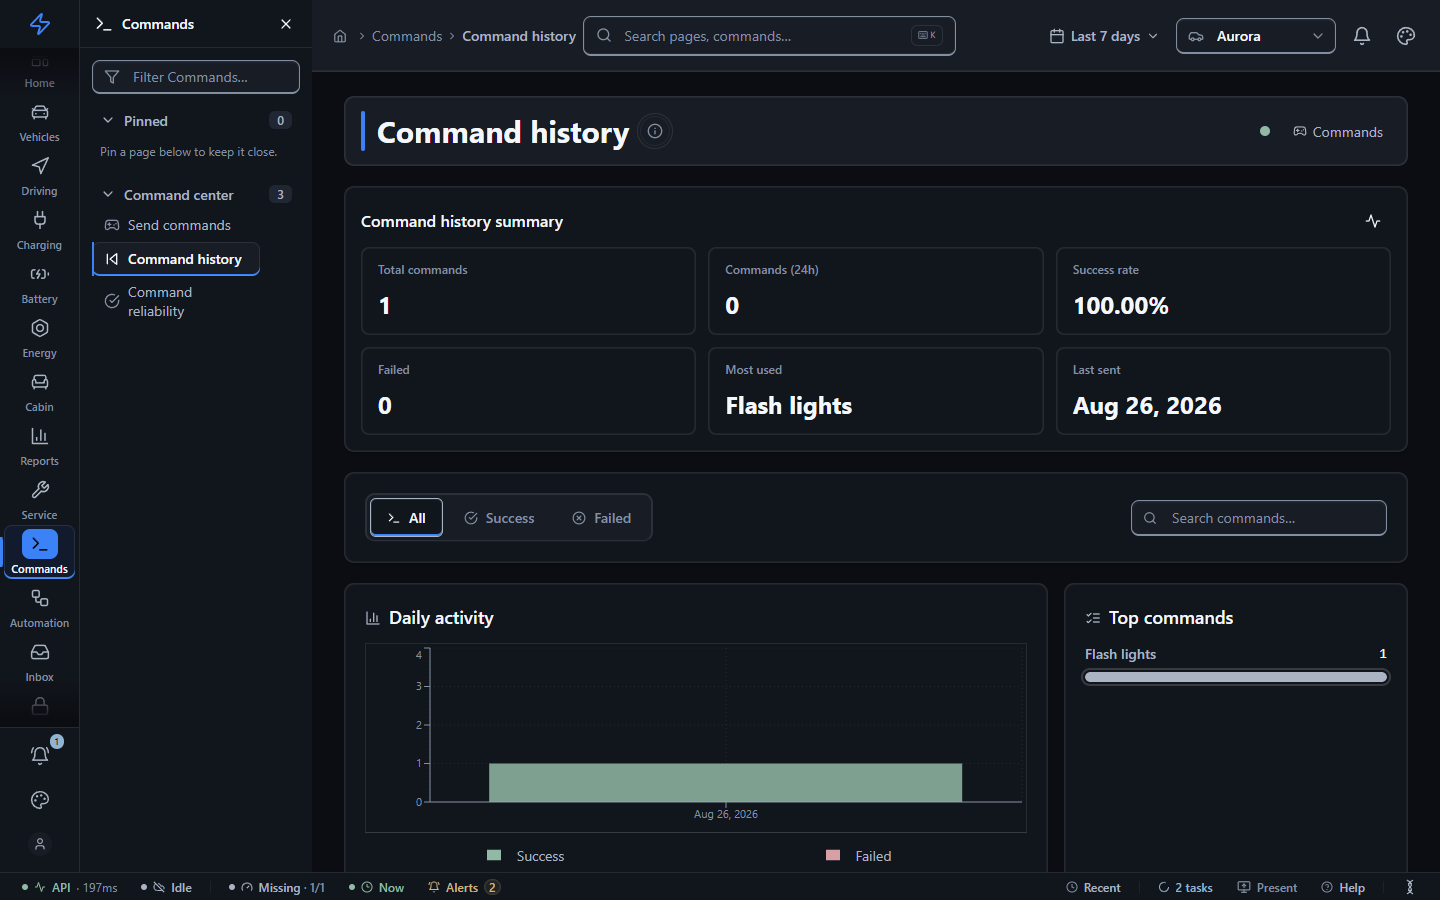 Commands
Filter Commands...
Pinned
0
Pin a page below to keep it close.
Command center
3
Send commands
Command history
Command
reliability
Home
Vehicles
Driving
Charging
Battery
Energy
Cabin
Reports
Service
Commands
Automation
Inbox
1
Commands
Command history
Search pages, commands...
K
Last 7 days
Aurora
Command history
Commands
Command history summary
Total commands
1
Commands (24h)
0
Success rate
100.00%
Failed
0
Most used
Flash lights
Last sent
Aug 26, 2026
All
Success
Failed
Search commands...
Daily activity
4
3
2
1
0
Aug 26, 2026
Success
Failed
Top commands
Flash lights
1
API · 197ms
Idle
Missing · 1/1
Now
Alerts
2
Recent
2 tasks
Present
Help